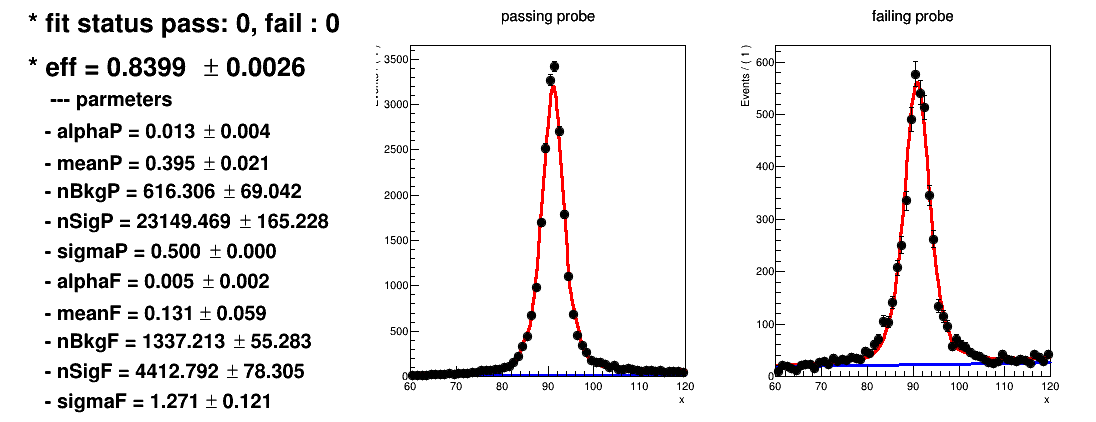 * fit status pass: 0, fail : 0
* eff = 0.8399 ± 0.0026
--- parmeters
- alphaP = 0.013 ± 0.004
- meanP = 0.395 ± 0.021
- nBkgP = 616.306 ± 69.042
- nSigP = 23149.469 ± 165.228
- sigmaP = 0.500 ± 0.000
- alphaF = 0.005 ± 0.002
- meanF = 0.131 ± 0.059
- nBkgF = 1337.213 ± 55.283
- nSigF = 4412.792 ± 78.305
- sigmaF = 1.271 ± 0.121
passing probe
3500
3000
2500
2000
1500
1000
500
0
60 70 80 90 100 110 120
x
failing probe
Events / ( 1 )
600
500
400
300
200
100
0
60 70 80 90 100 110 120
x